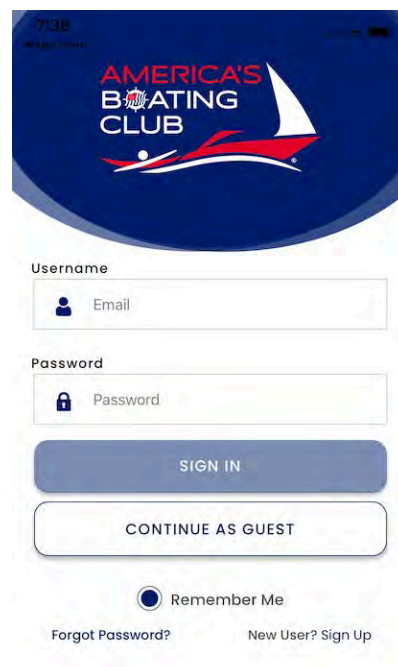 7:38
AMERICA'S
BOATING
CLUB
Username
Email
Password
Password
SIGN IN
CONTINUE AS GUEST
Remember Me
Forgot Password? New User? Sign Up